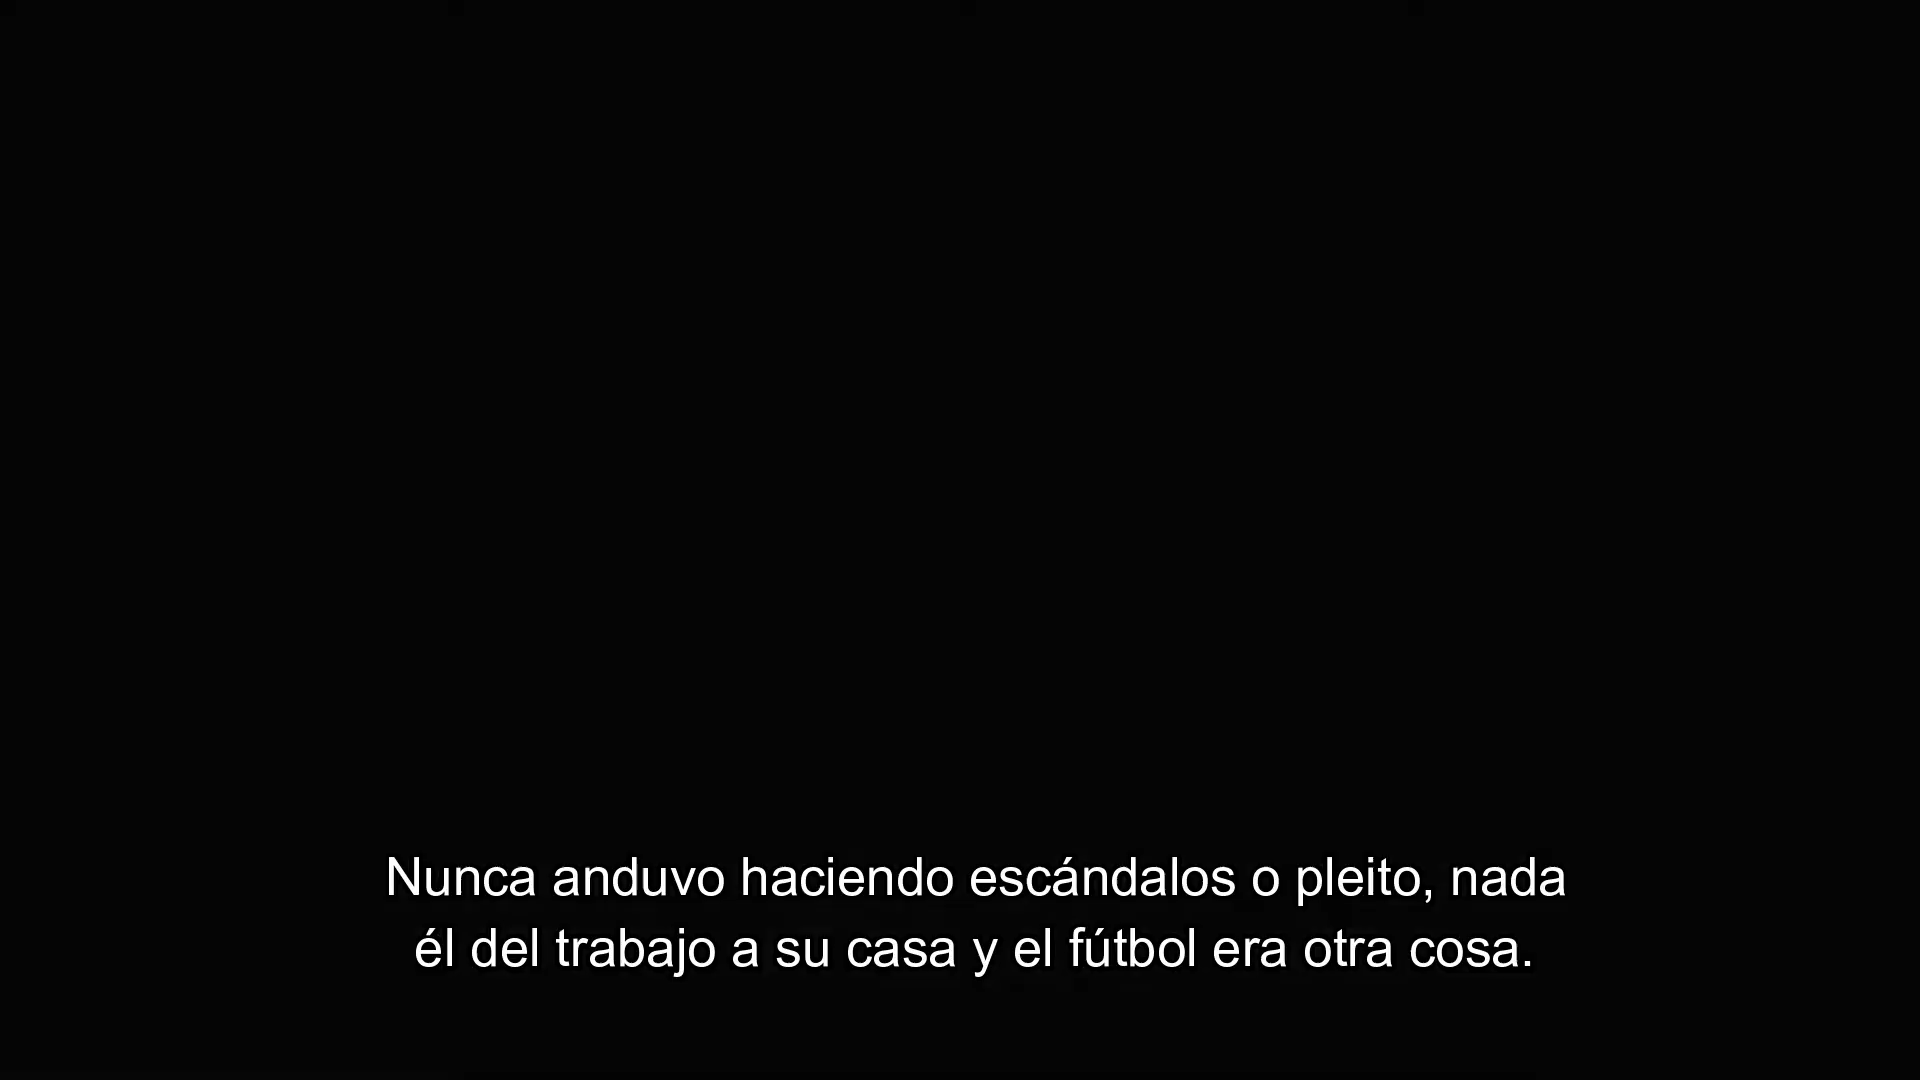 Nunca anduvo haciendo escándalos o pleito, nada
él del trabajo a su casa y el fútbol era otra cosa.